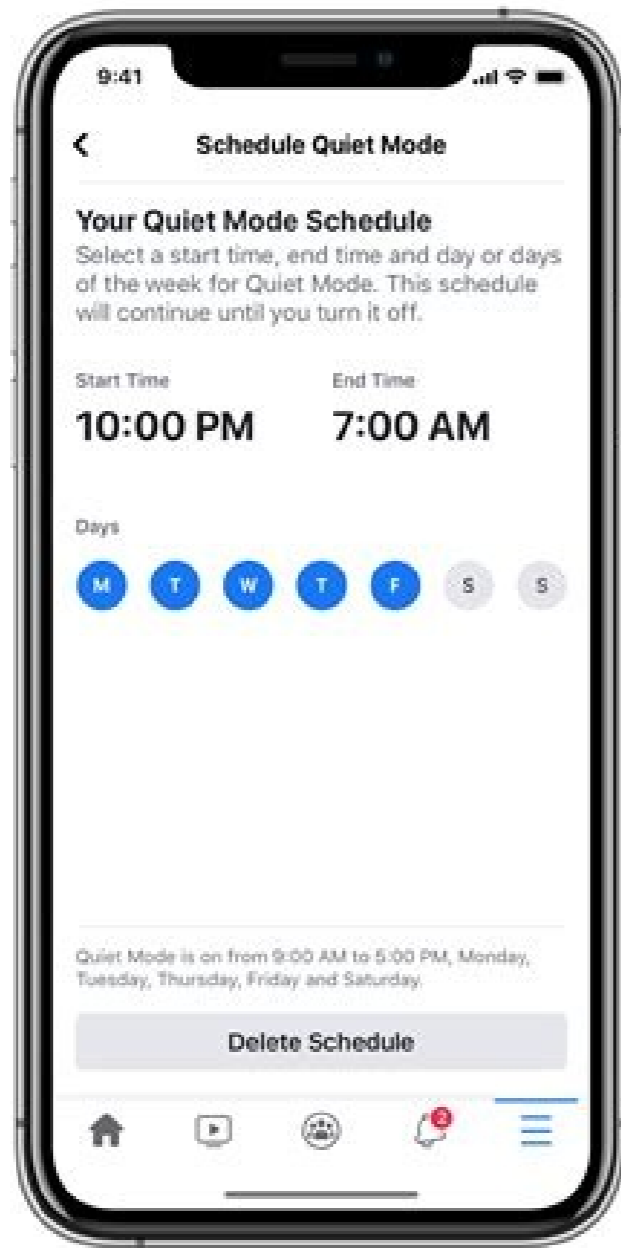 9:41
Schedule Quiet Mode
Your Quiet Mode Schedule
Select a start time, end time and day or days
of the week for Quiet Mode. This schedule
will continue until you turn it off.
Start Time End Time
10:00 PM 7:00 AM
Days
M T W T F S S
Quiet Mode is on from 9:00 AM to 5:00 PM, Monday,
Tuesday, Thursday, Friday and Saturday.
Delete Schedule
2